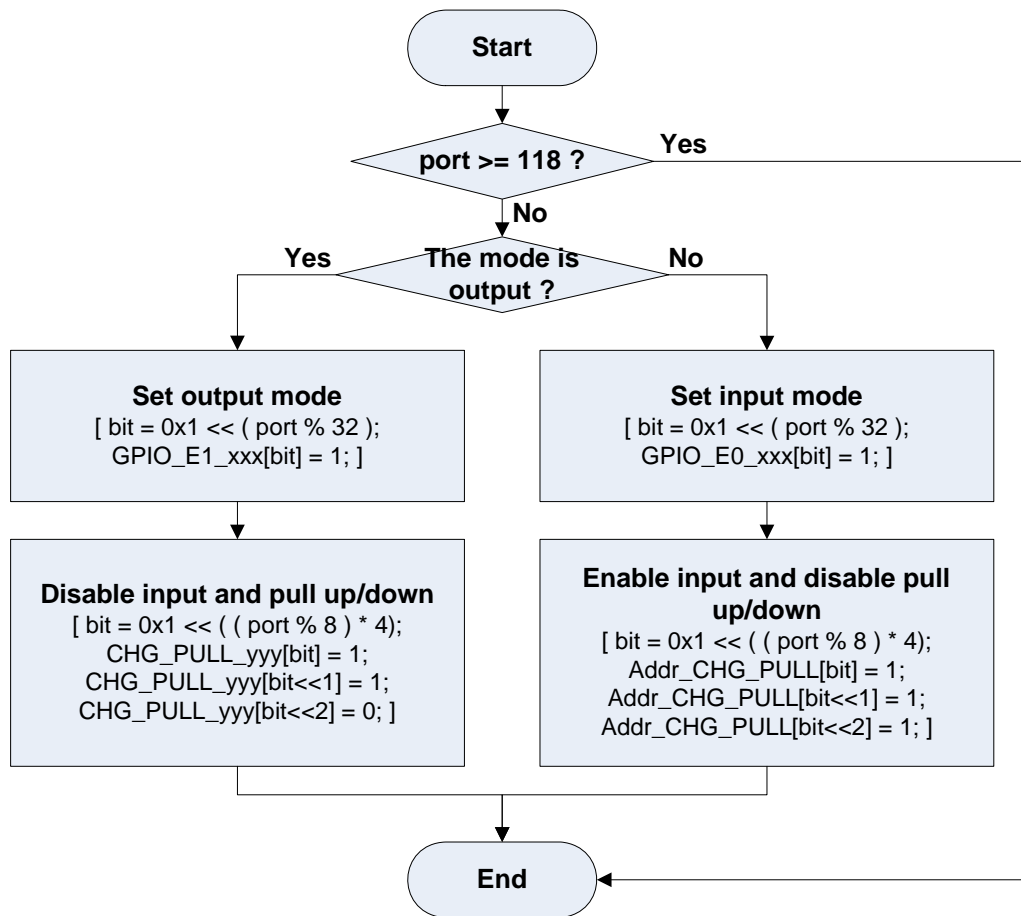 Start
port >= 118 ?
Yes
No
The mode is
output ?
Yes
No
Set output mode
[ bit = 0x1 << ( port % 32 );
GPIO_E1_xxx[bit] = 1; ]
Set input mode
[ bit = 0x1 << ( port % 32 );
GPIO_E0_xxx[bit] = 1; ]
Disable input and pull up/down
[ bit = 0x1 << ( ( port % 8 ) * 4);
CHG_PULL_yyy[bit] = 1;
CHG_PULL_yyy[bit<<1] = 1;
CHG_PULL_yyy[bit<<2] = 0; ]
Enable input and disable pull
up/down
[ bit = 0x1 << ( ( port % 8 ) * 4);
Addr_CHG_PULL[bit] = 1;
Addr_CHG_PULL[bit<<1] = 1;
Addr_CHG_PULL[bit<<2] = 1; ]
End